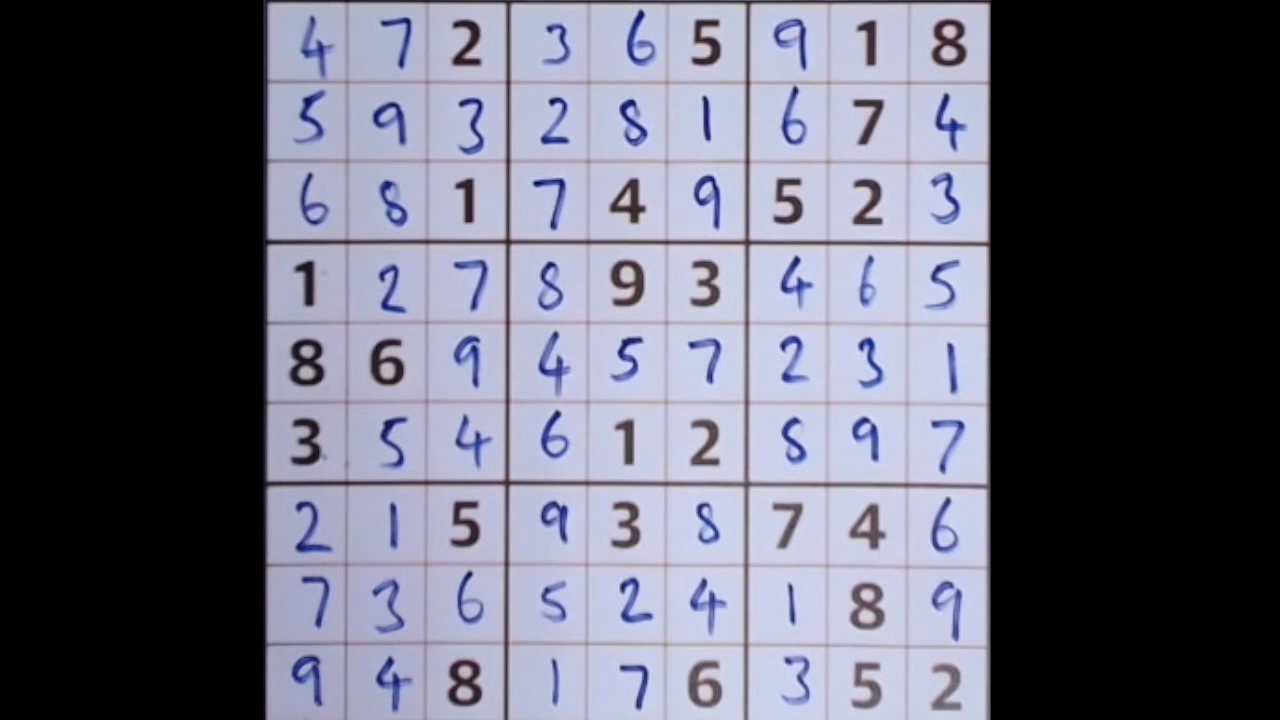 4 7 2 3 6 5 9 1 8
5 9 3 2 8 1 6 7 4
6 8 1 7 4 9 5 2 3
1 2 7 8 9 3 4 6 5
8 6 9 4 5 7 2 3 1
3 5 4 6 1 2 8 9 7
2 1 5 9 3 8 7 4 6
7 3 6 5 2 4 1 8 9
9 4 8 1 7 6 3 5 2